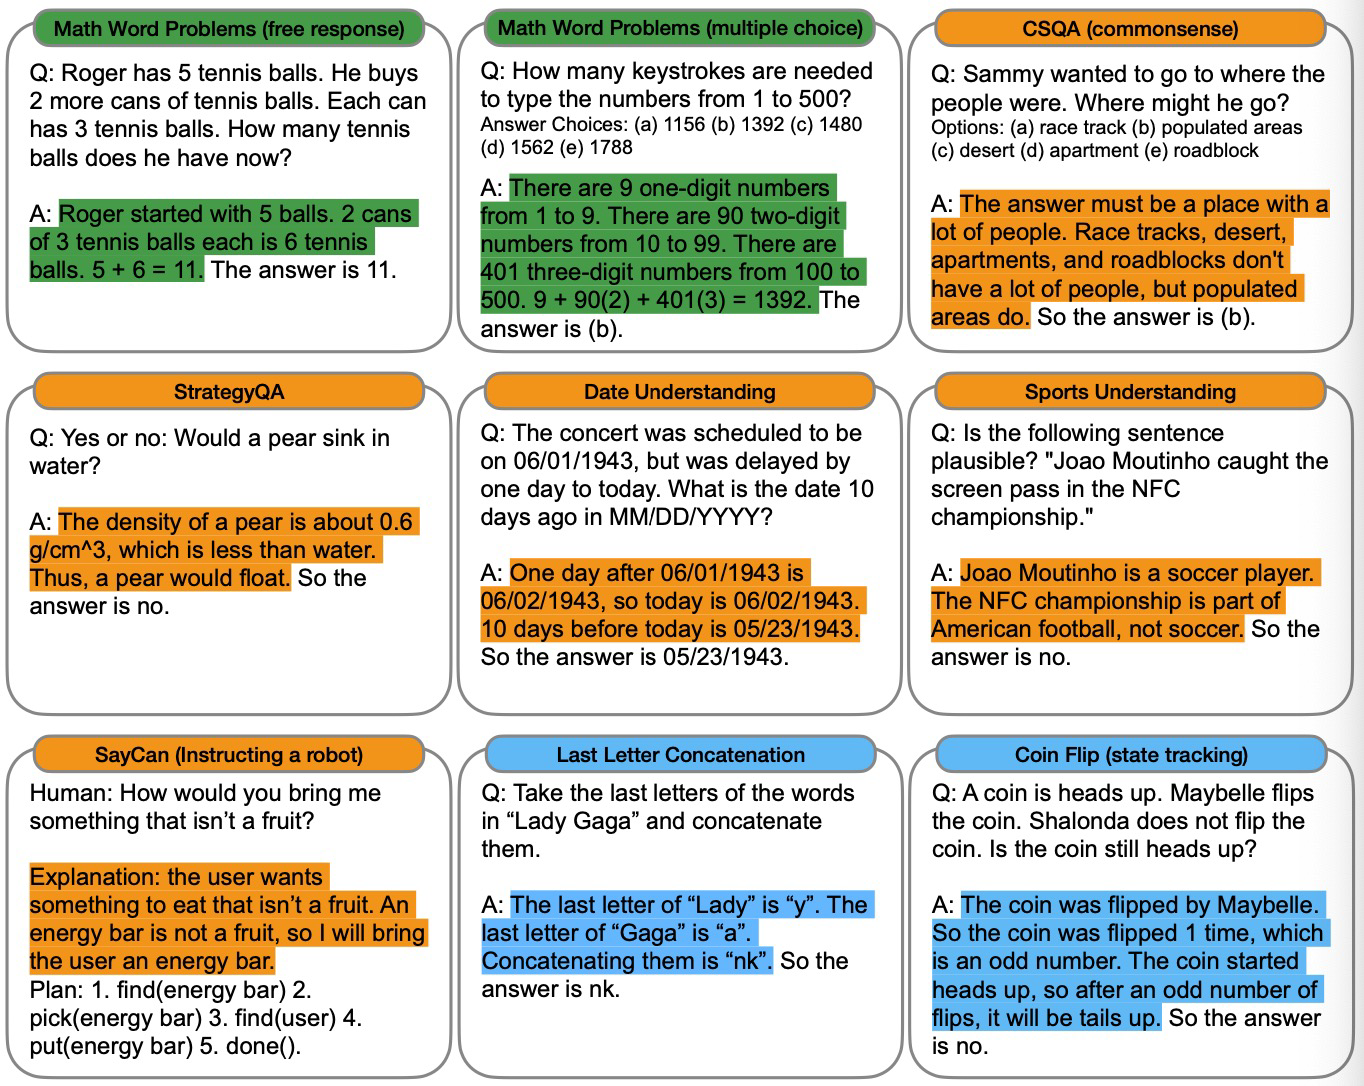 Math Word Problems (free response)
Q: Roger has 5 tennis balls. He buys
2 more cans of tennis balls. Each can
has 3 tennis balls. How many tennis
balls does he have now?
A: Roger started with 5 balls. 2 cans
of 3 tennis balls each is 6 tennis
balls. 5 + 6 = 11. The answer is 11.
Math Word Problems (multiple choice)
Q: How many keystrokes are needed
to type the numbers from 1 to 500?
Answer Choices: (a) 1156 (b) 1392 (c) 1480
(d) 1562 (e) 1788
A: There are 9 one-digit numbers
from 1 to 9. There are 90 two-digit
numbers from 10 to 99. There are
401 three-digit numbers from 100 to
500. 9 + 90(2) + 401(3) = 1392. The
answer is (b).
CSQA (commonsense)
Q: Sammy wanted to go to where the
people were. Where might he go?
Options: (a) race track (b) populated areas
(c) desert (d) apartment (e) roadblock
A: The answer must be a place with a
lot of people. Race tracks, desert,
apartments, and roadblocks don't
have a lot of people, but populated
areas do. So the answer is (b).
StrategyQA
Q: Yes or no: Would a pear sink in
water?
A: The density of a pear is about 0.6
g/cm^3, which is less than water.
Thus, a pear would float. So the
answer is no.
Date Understanding
Q: The concert was scheduled to be
on 06/01/1943, but was delayed by
one day to today. What is the date 10
days ago in MM/DD/YYYY?
A: One day after 06/01/1943 is
06/02/1943, so today is 06/02/1943.
10 days before today is 05/23/1943.
So the answer is 05/23/1943.
Sports Understanding
Q: Is the following sentence
plausible? "Joao Moutinho caught the
screen pass in the NFC
championship."
A: Joao Moutinho is a soccer player.
The NFC championship is part of
American football, not soccer. So the
answer is no.
SayCan (Instructing a robot)
Human: How would you bring me
something that isn’t a fruit?
Explanation: the user wants
something to eat that isn’t a fruit. An
energy bar is not a fruit, so I will bring
the user an energy bar.
Plan: 1. find(energy bar) 2.
pick(energy bar) 3. find(user) 4.
put(energy bar) 5. done().
Last Letter Concatenation
Q: Take the last letters of the words
in “Lady Gaga” and concatenate
them.
A: The last letter of “Lady” is “y”. The
last letter of “Gaga” is “a”.
Concatenating them is “nk”. So the
answer is nk.
Coin Flip (state tracking)
Q: A coin is heads up. Maybelle flips
the coin. Shalonda does not flip the
coin. Is the coin still heads up?
A: The coin was flipped by Maybelle.
So the coin was flipped 1 time, which
is an odd number. The coin started
heads up, so after an odd number of
flips, it will be tails up. So the answer
is no.